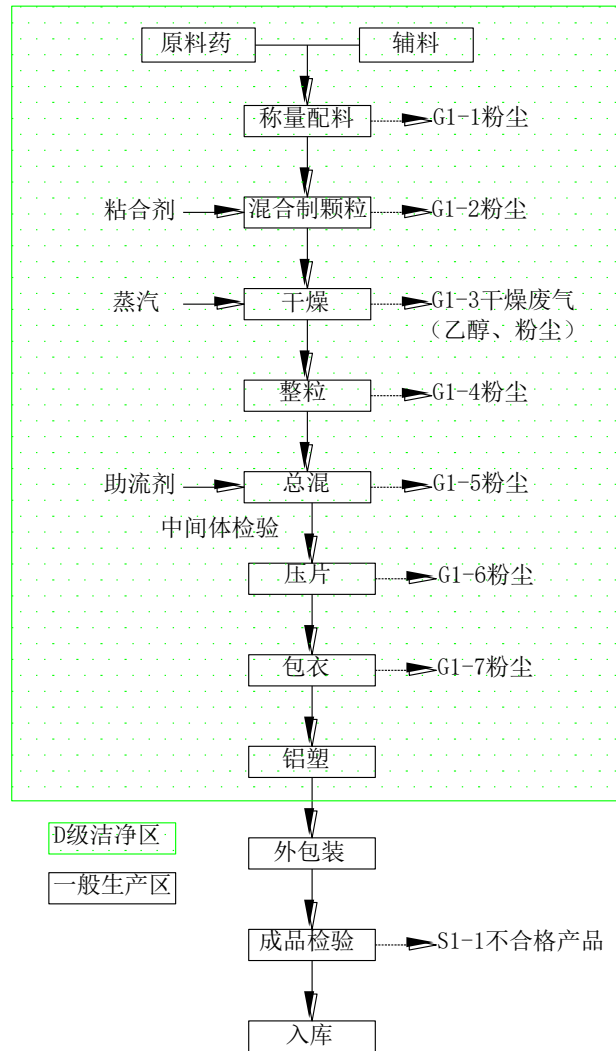 原料药
辅料
称量配料
G1-1粉尘
粘合剂
混合制颗粒
G1-2粉尘
蒸汽
干燥
G1-3干燥废气
（乙醇、粉尘）
整粒
G1-4粉尘
助流剂
总混
G1-5粉尘
中间体检验
压片
G1-6粉尘
包衣
G1-7粉尘
铝塑
D级洁净区
外包装
一般生产区
成品检验
S1-1不合格产品
入库